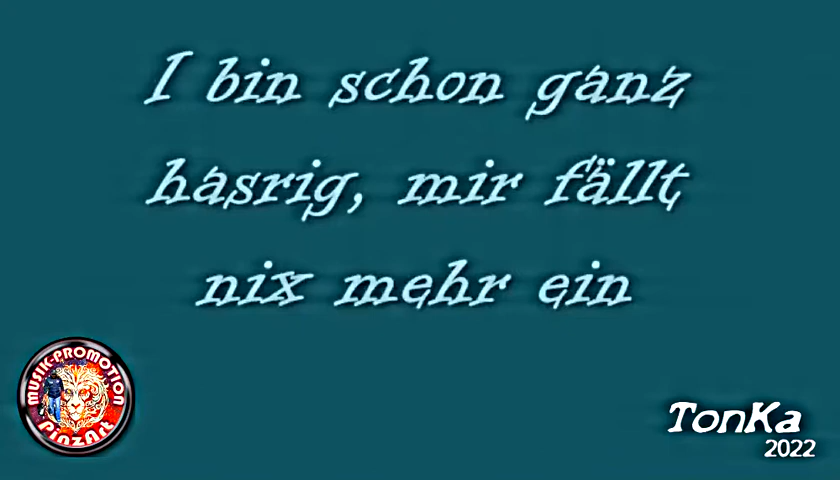 I bin schon ganz
hasrig, mir fällt
nix mehr ein
MUSIK-PROMOTION
PinzArt
TonKa
2022